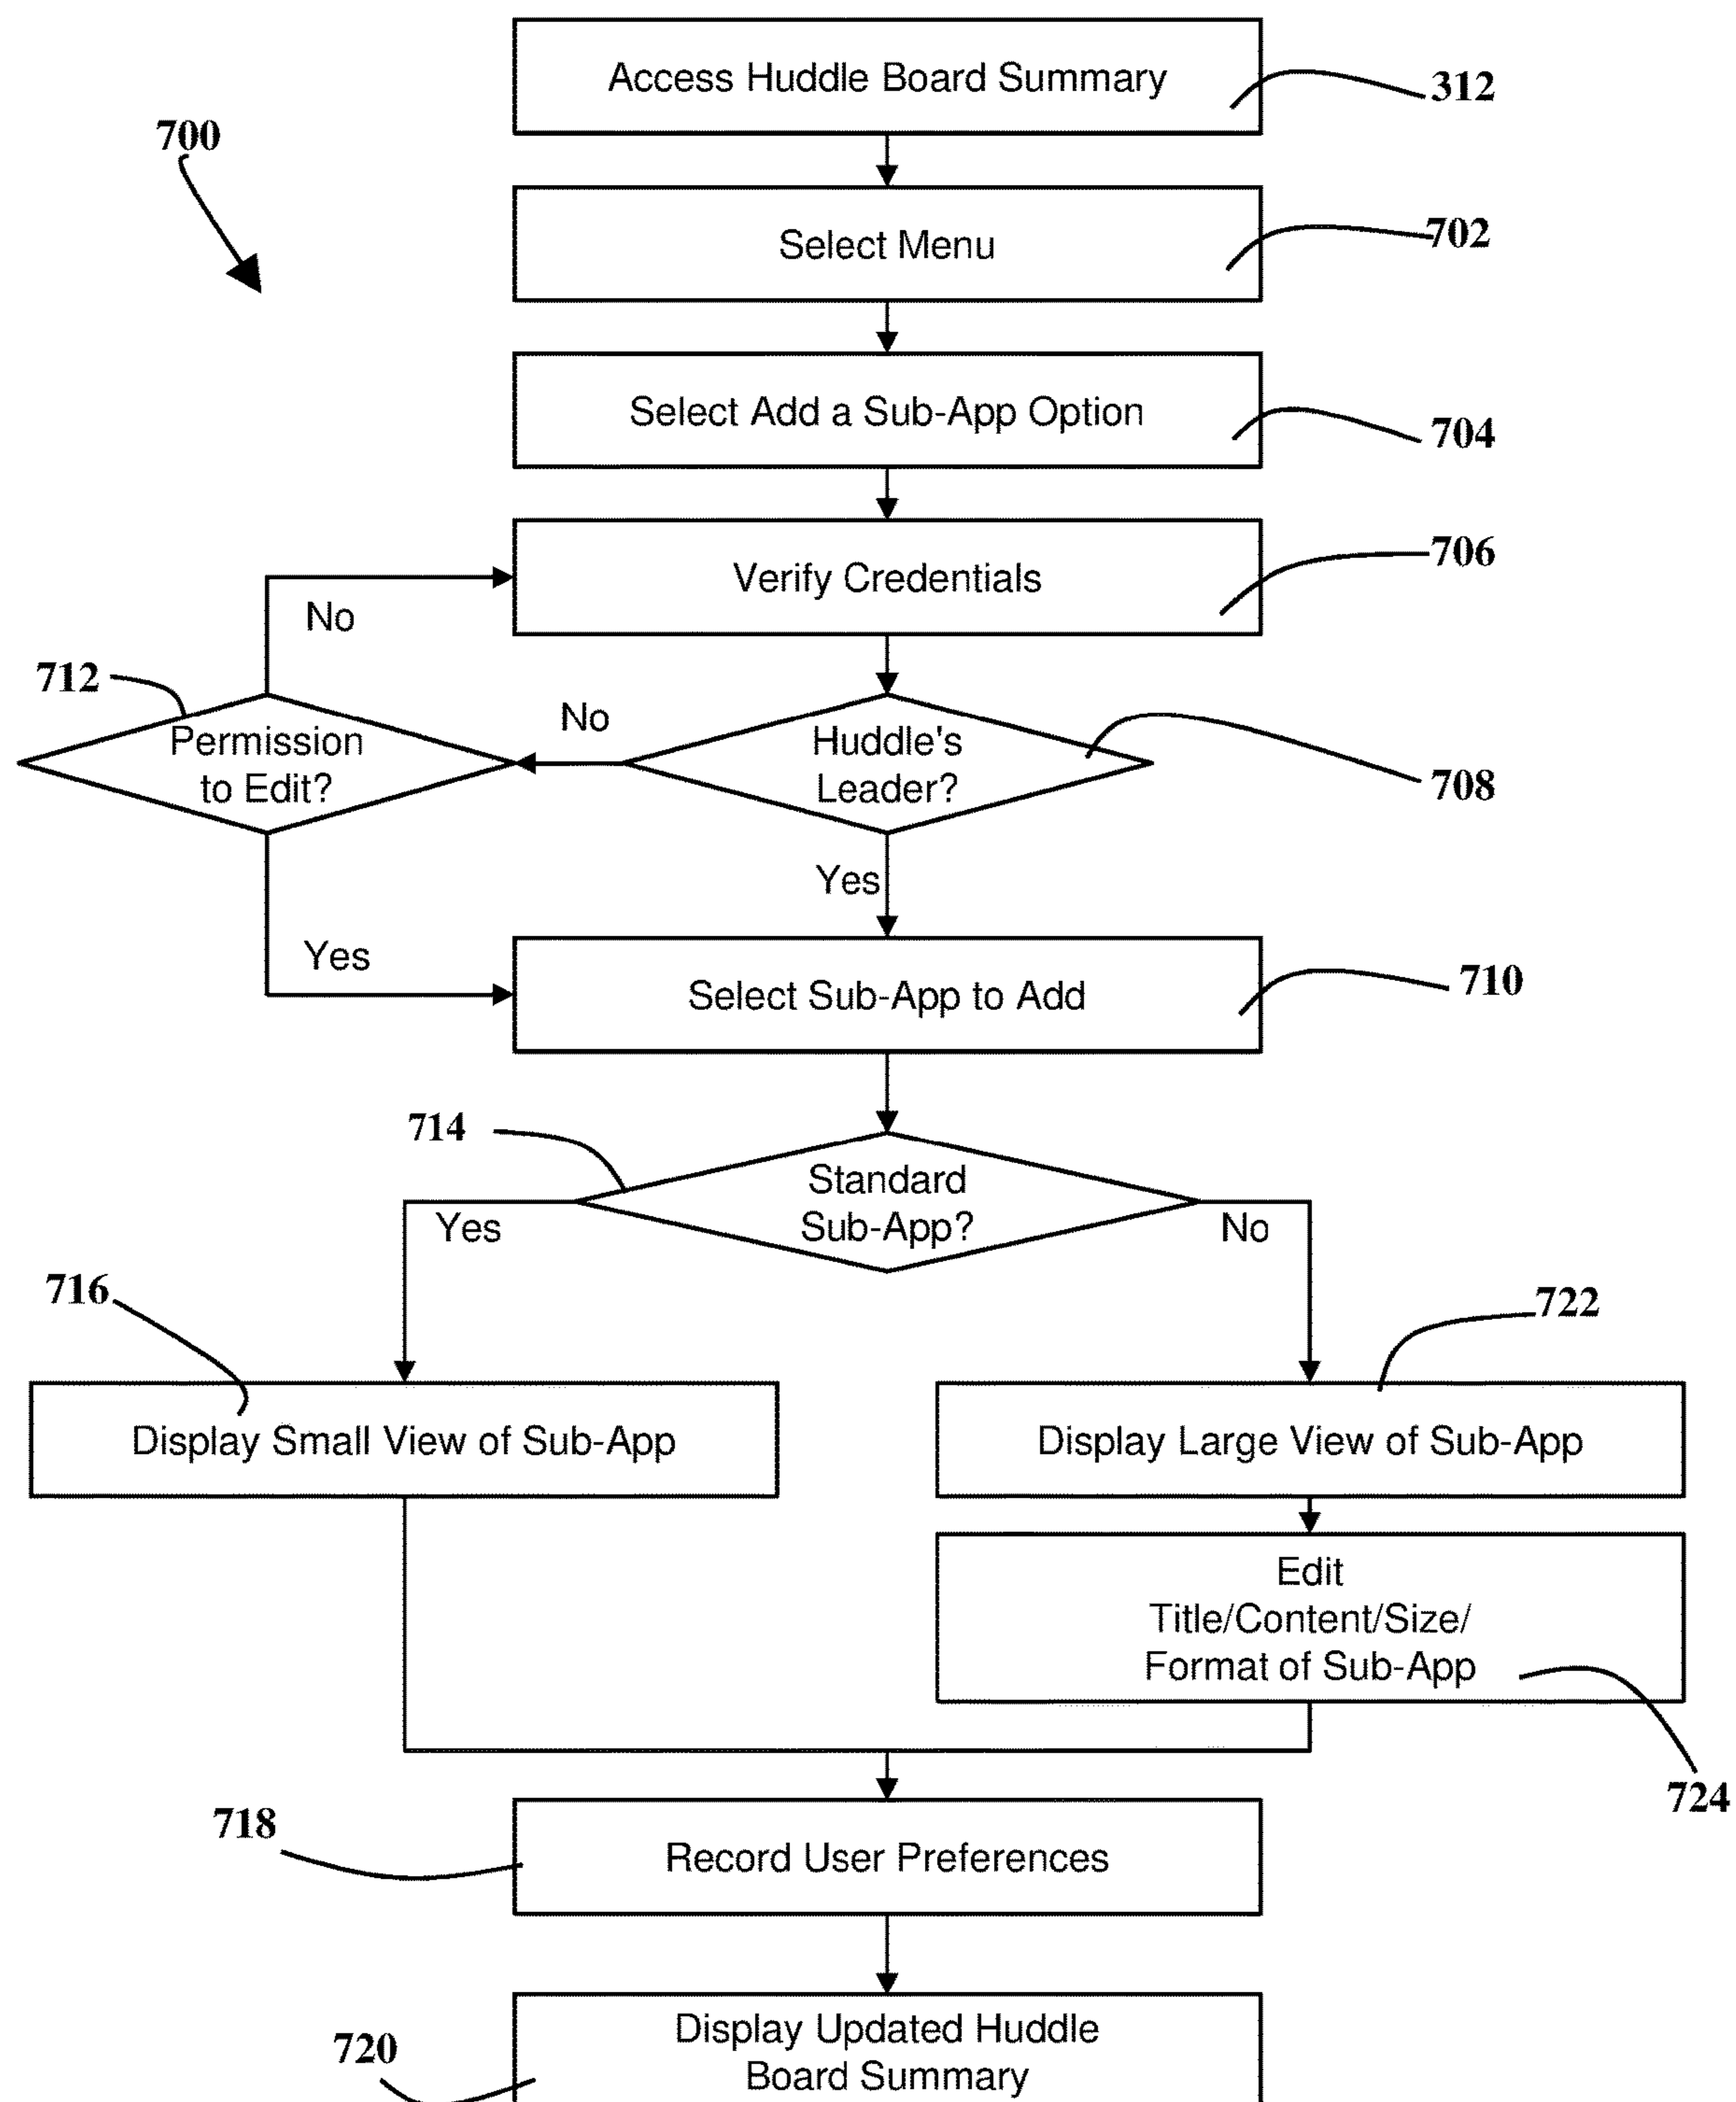 Access Huddle Board Summary
312
700
Select Menu
702
Select Add a Sub-App Option
704
Verify Credentials
706
No
712
Permission
to Edit?
No
Huddle's
Leader?
708
Yes
Yes
Select Sub-App to Add
710
714
Standard
Sub-App?
Yes
No
716
722
Display Small View of Sub-App
Display Large View of Sub-App
Edit
Title/Content/Size/
Format of Sub-App
724
718
Record User Preferences
Display Updated Huddle
Board Summary
720